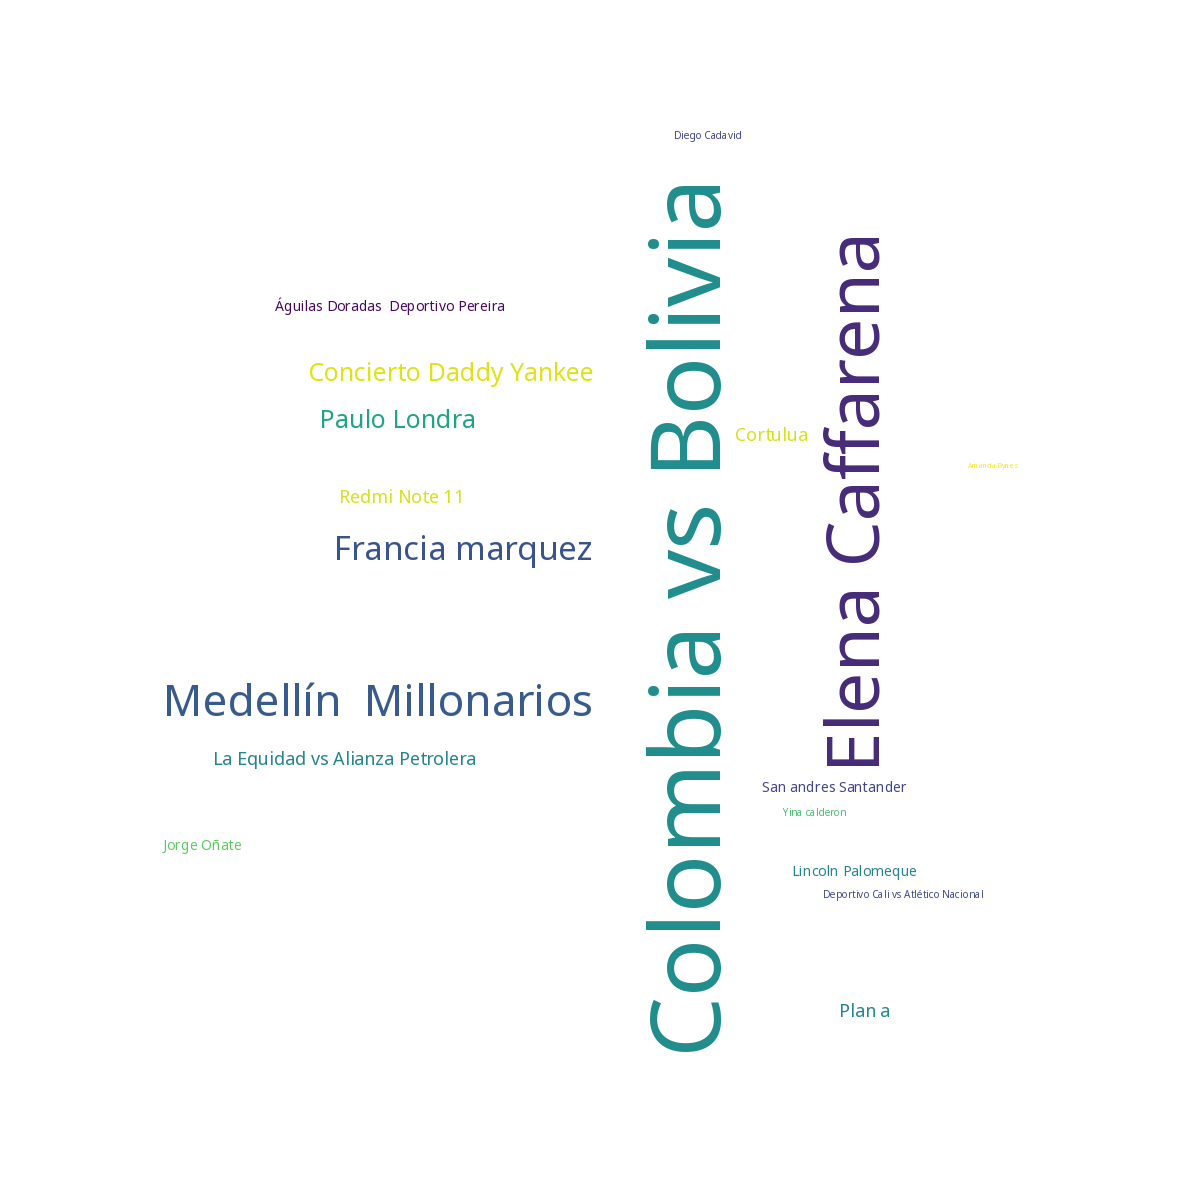 Diego Cadavid
Colombia vs Bolivia
Elena Caffarena
Águilas Doradas  Deportivo Pereira
Concierto Daddy Yankee
Paulo Londra
Cortulua
Redmi Note 11
Francia marquez
Medellín  Millonarios
La Equidad vs Alianza Petrolera
San andres Santander
Yina calderon
Jorge Oñate
Lincoln Palomeque
Deportivo Cali vs Atlético Nacional
Plan a